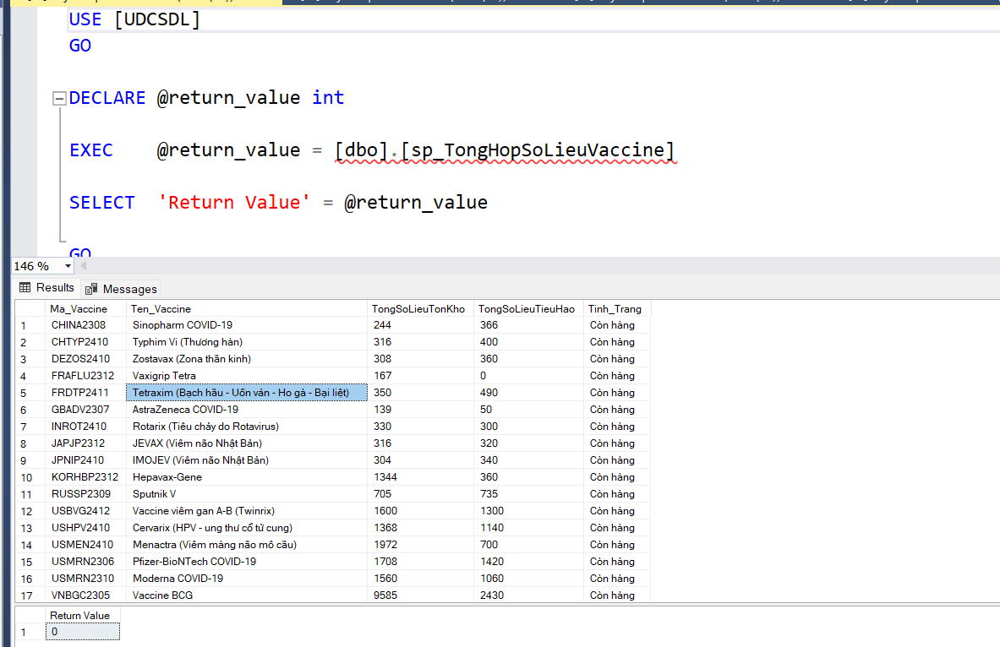 USE [UDCSDL]
GO
DECLARE @return_value int
EXEC @return_value = [dbo].[sp_TongHopSoLieuVaccine]
SELECT 'Return Value' = @return_value
GO
146 %
Results Messages
Ma_Vaccine Ten_Vaccine TongSoLieuTonKho TongSoLieuTieuHao Tinh_Trang
1 CHINA2308 Sinopharm COVID-19 244 366 Còn hàng
2 CHTYP2410 Typhim Vi (Thương hàn) 316 400 Còn hàng
3 DEZOS2410 Zostavax (Zona thần kinh) 308 360 Còn hàng
4 FRAFLU2312 Vaxigrip Tetra 167 0 Còn hàng
5 FRDTP2411 Tetraxim (Bạch hầu - Uốn ván - Ho gà - Bại liệt) 350 490 Còn hàng
6 GBADV2307 AstraZeneca COVID-19 139 50 Còn hàng
7 INROT2410 Rotarix (Tiêu chảy do Rotavirus) 330 300 Còn hàng
8 JAPJP2312 JEVAX (Viêm não Nhật Bản) 316 320 Còn hàng
9 JPNIP2410 IMOJEV (Viêm não Nhật Bản) 304 340 Còn hàng
10 KORHBP2312 Hepavax-Gene 1344 360 Còn hàng
11 RUSSP2309 Sputnik V 705 735 Còn hàng
12 USBVG2412 Vaccine viêm gan A-B (Twinrix) 1600 1300 Còn hàng
13 USHPV2410 Cervarix (HPV - ung thư cổ tử cung) 1368 1140 Còn hàng
14 USMEN2410 Menactra (Viêm màng não mô cầu) 1972 700 Còn hàng
15 USMRN2306 Pfizer-BioNTech COVID-19 1708 1420 Còn hàng
16 USMRN2310 Moderna COVID-19 1560 1060 Còn hàng
17 VNBGC2305 Vaccine BCG 9585 2430 Còn hàng
Return Value
1 0